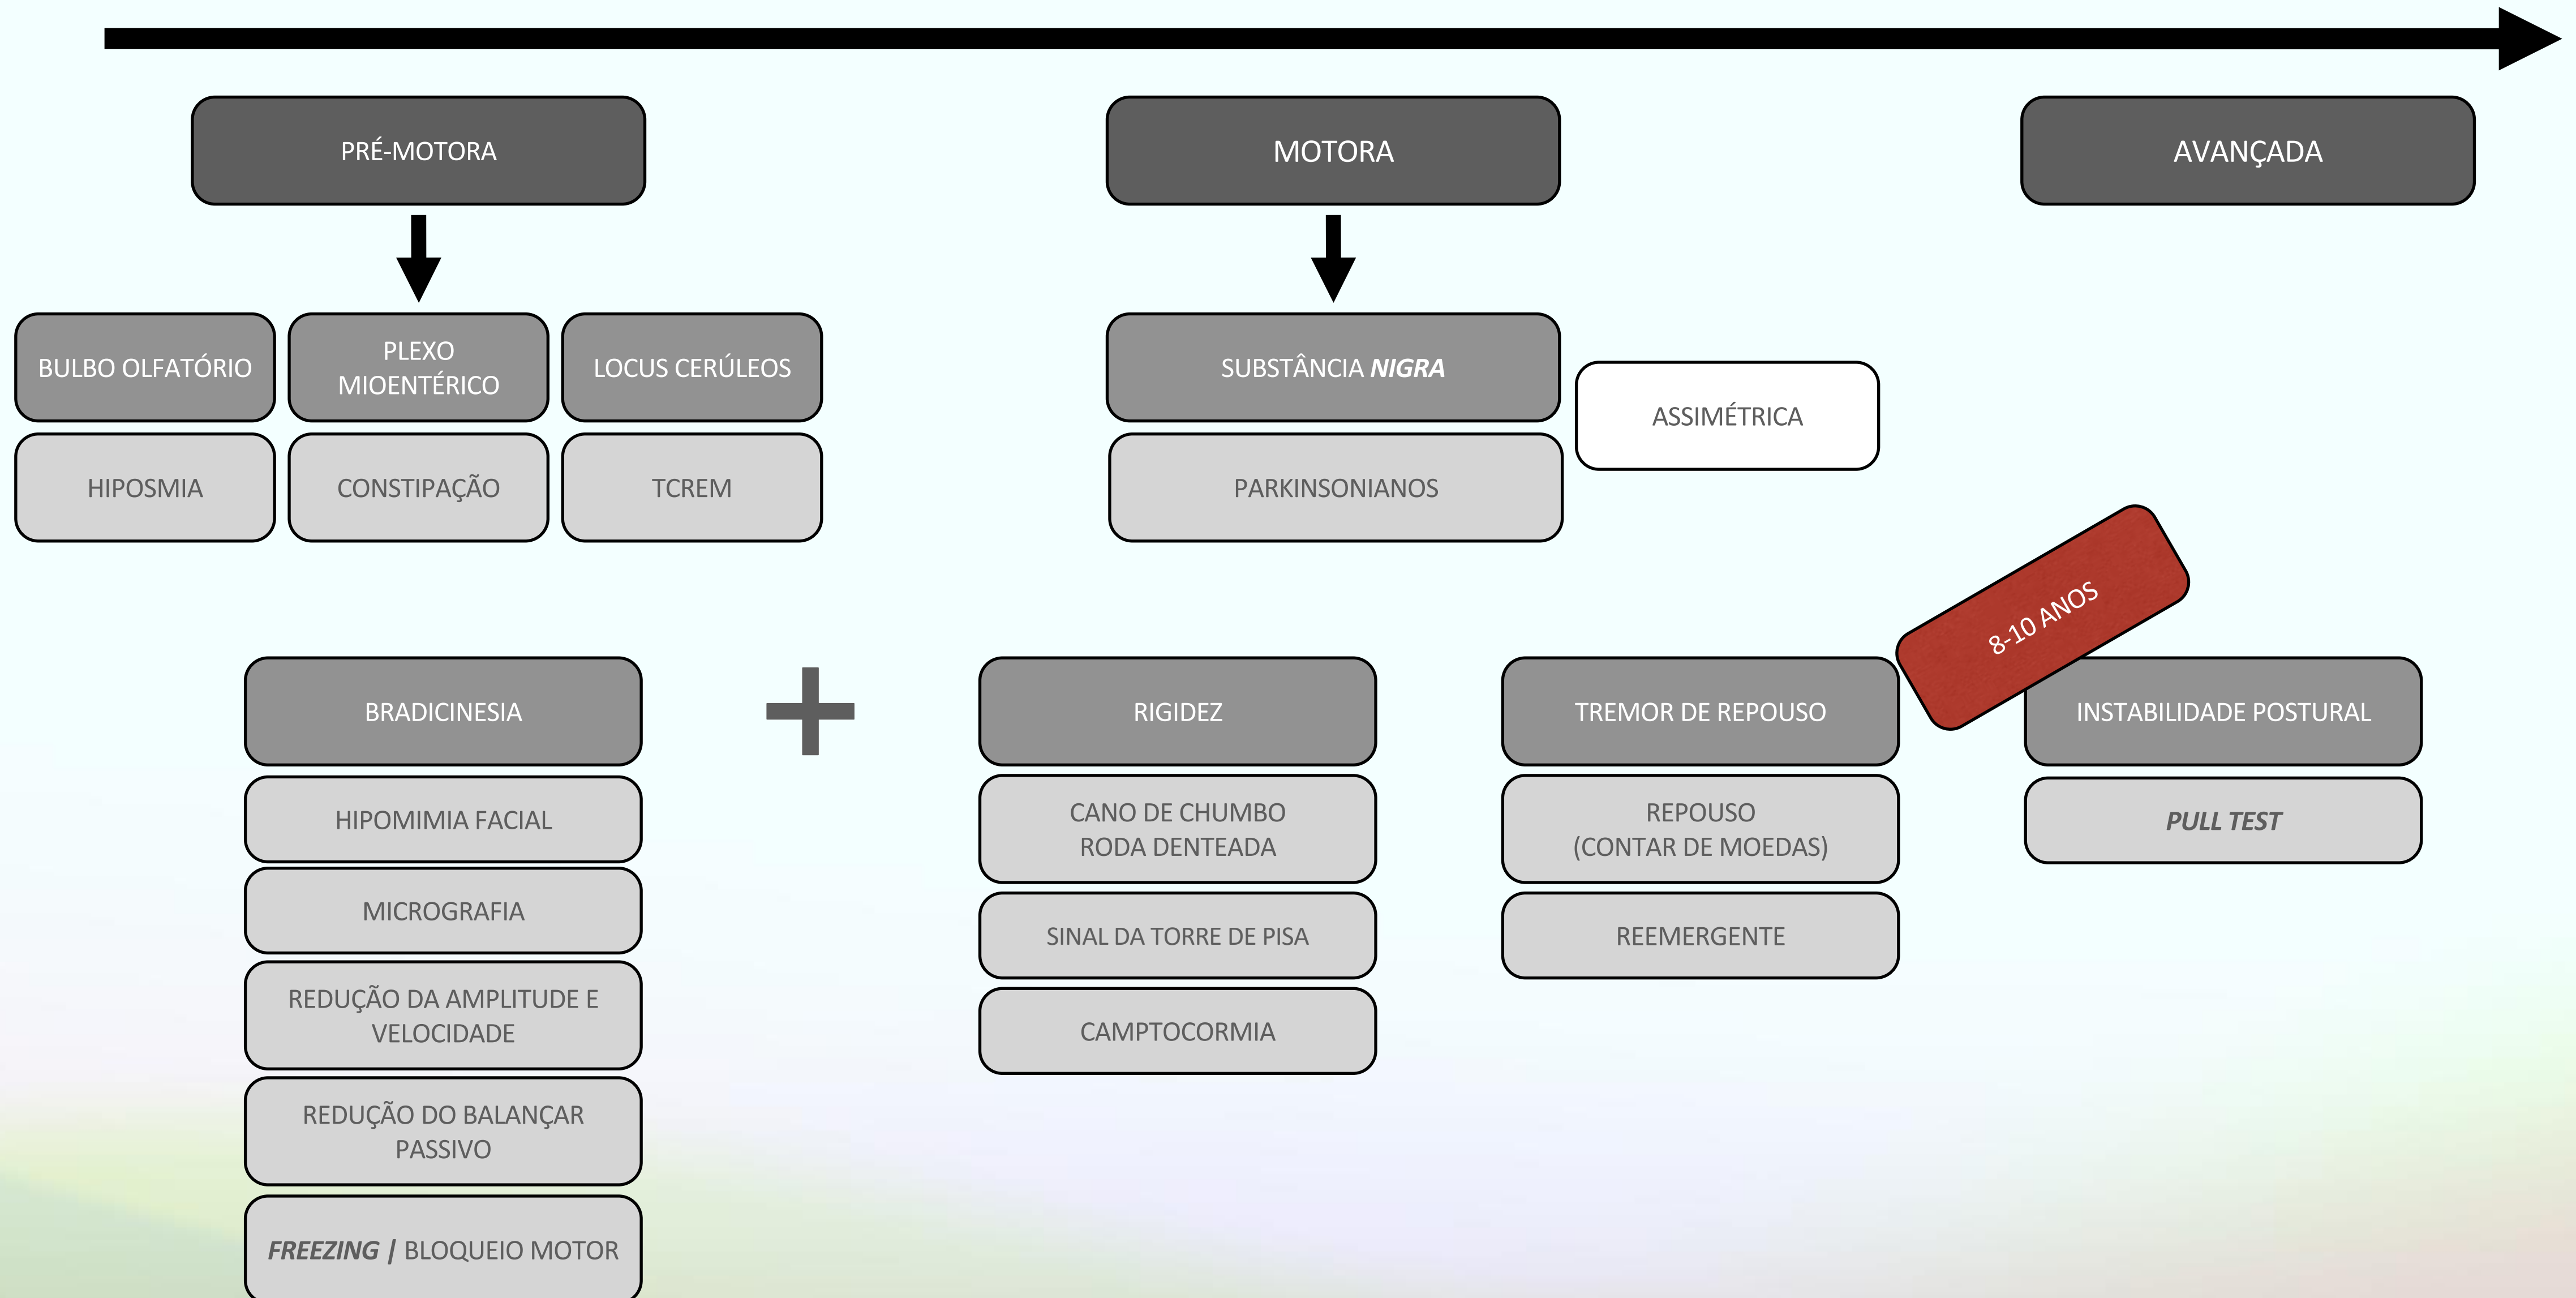 PRÉ-MOTORA
MOTORA
AVANÇADA
BULBO OLFATÓRIO
PLEXO
MIOENTÉRICO
LOCUS CERÚLEOS
SUBSTÂNCIA NIGRA
ASSIMÉTRICA
HIPOSMIA
CONSTIPAÇÃO
TCREM
PARKINSONIANOS
8-10 ANOS
BRADICINESIA
+
RIGIDEZ
TREMOR DE REPOUSO
INSTABILIDADE POSTURAL
HIPOMIMIA FACIAL
MICROGRAFIA
REDUÇÃO DA AMPLITUDE E
VELOCIDADE
REDUÇÃO DO BALANÇAR
PASSIVO
FREEZING | BLOQUEIO MOTOR
CANO DE CHUMBO
RODA DENTEADA
SINAL DA TORRE DE PISA
CAMPTOCORMIA
REPOUSO
(CONTAR DE MOEDAS)
REEMERGENTE
PULL TEST